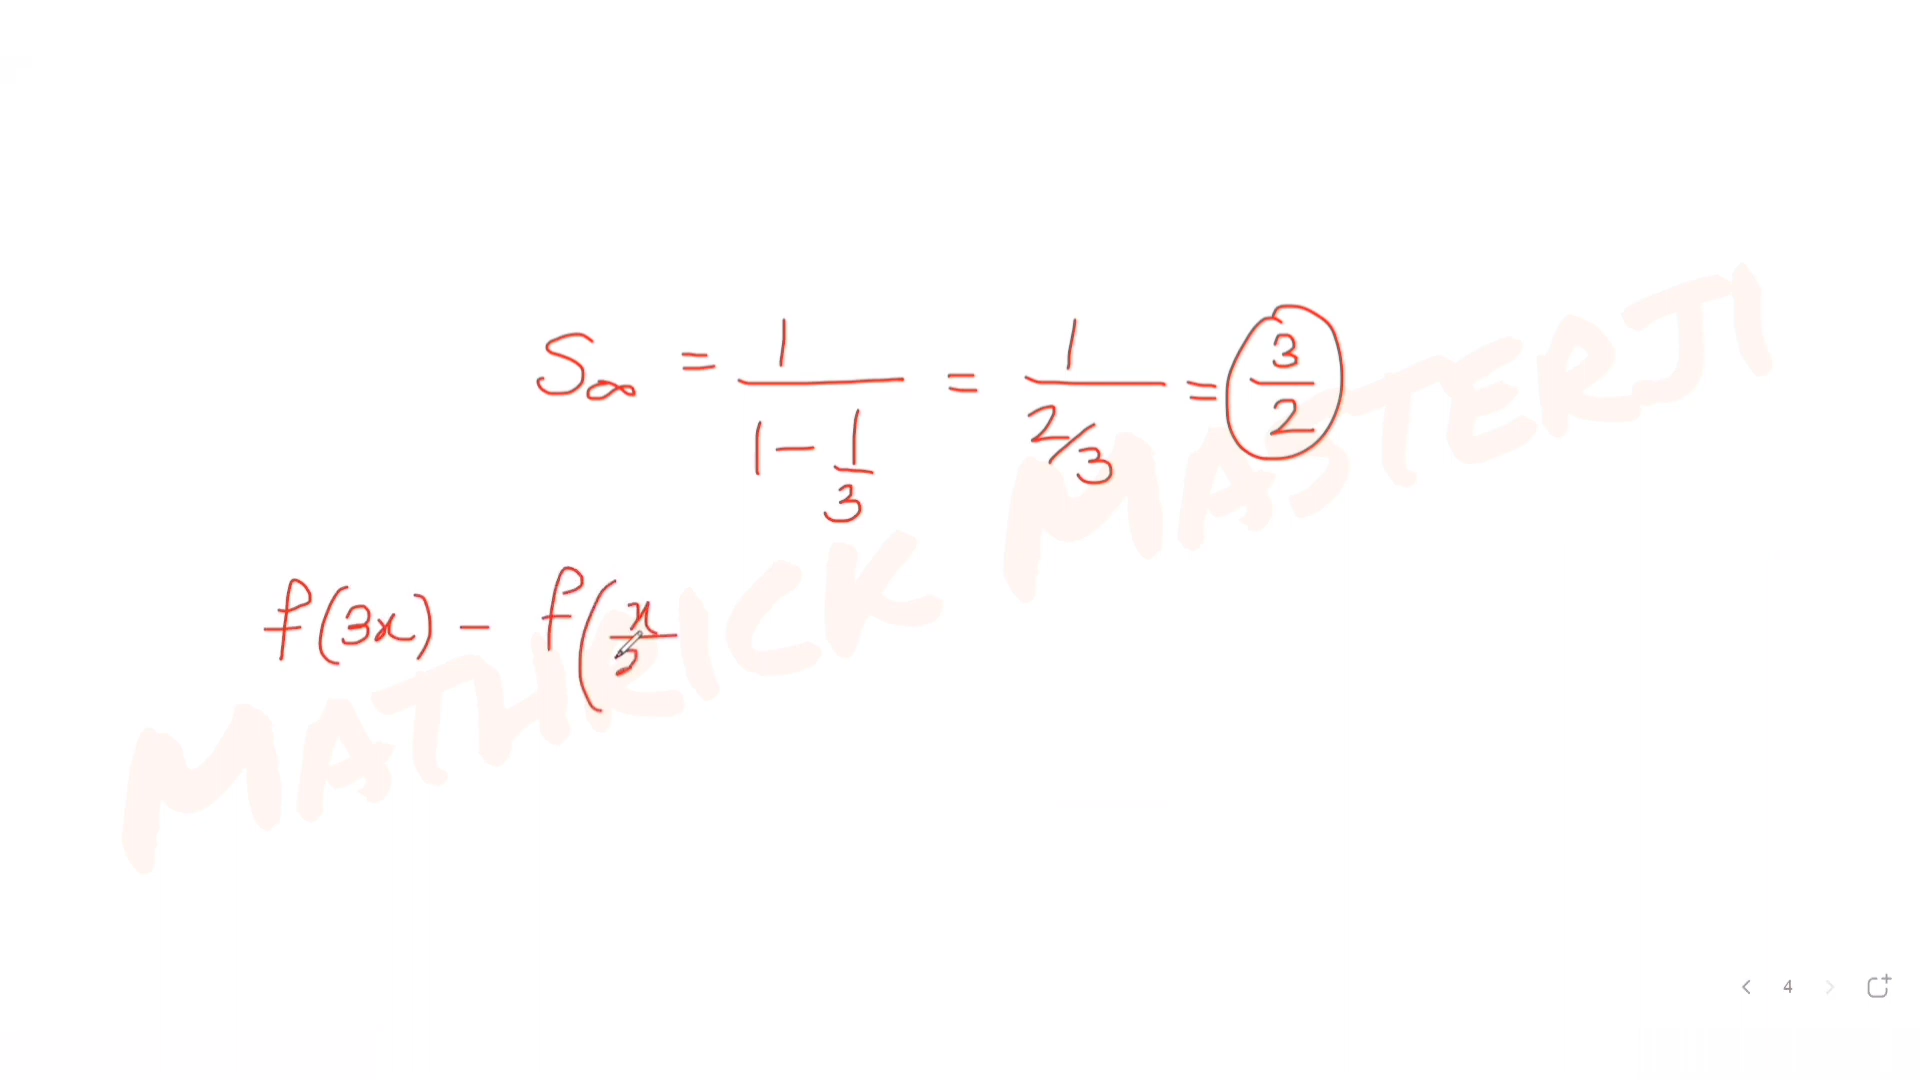 S∞ = 1/(1 - 1/3) = 1/(2/3) = 3/2
f(3x) - f(x/3
MATHRICK MASTERJI
4